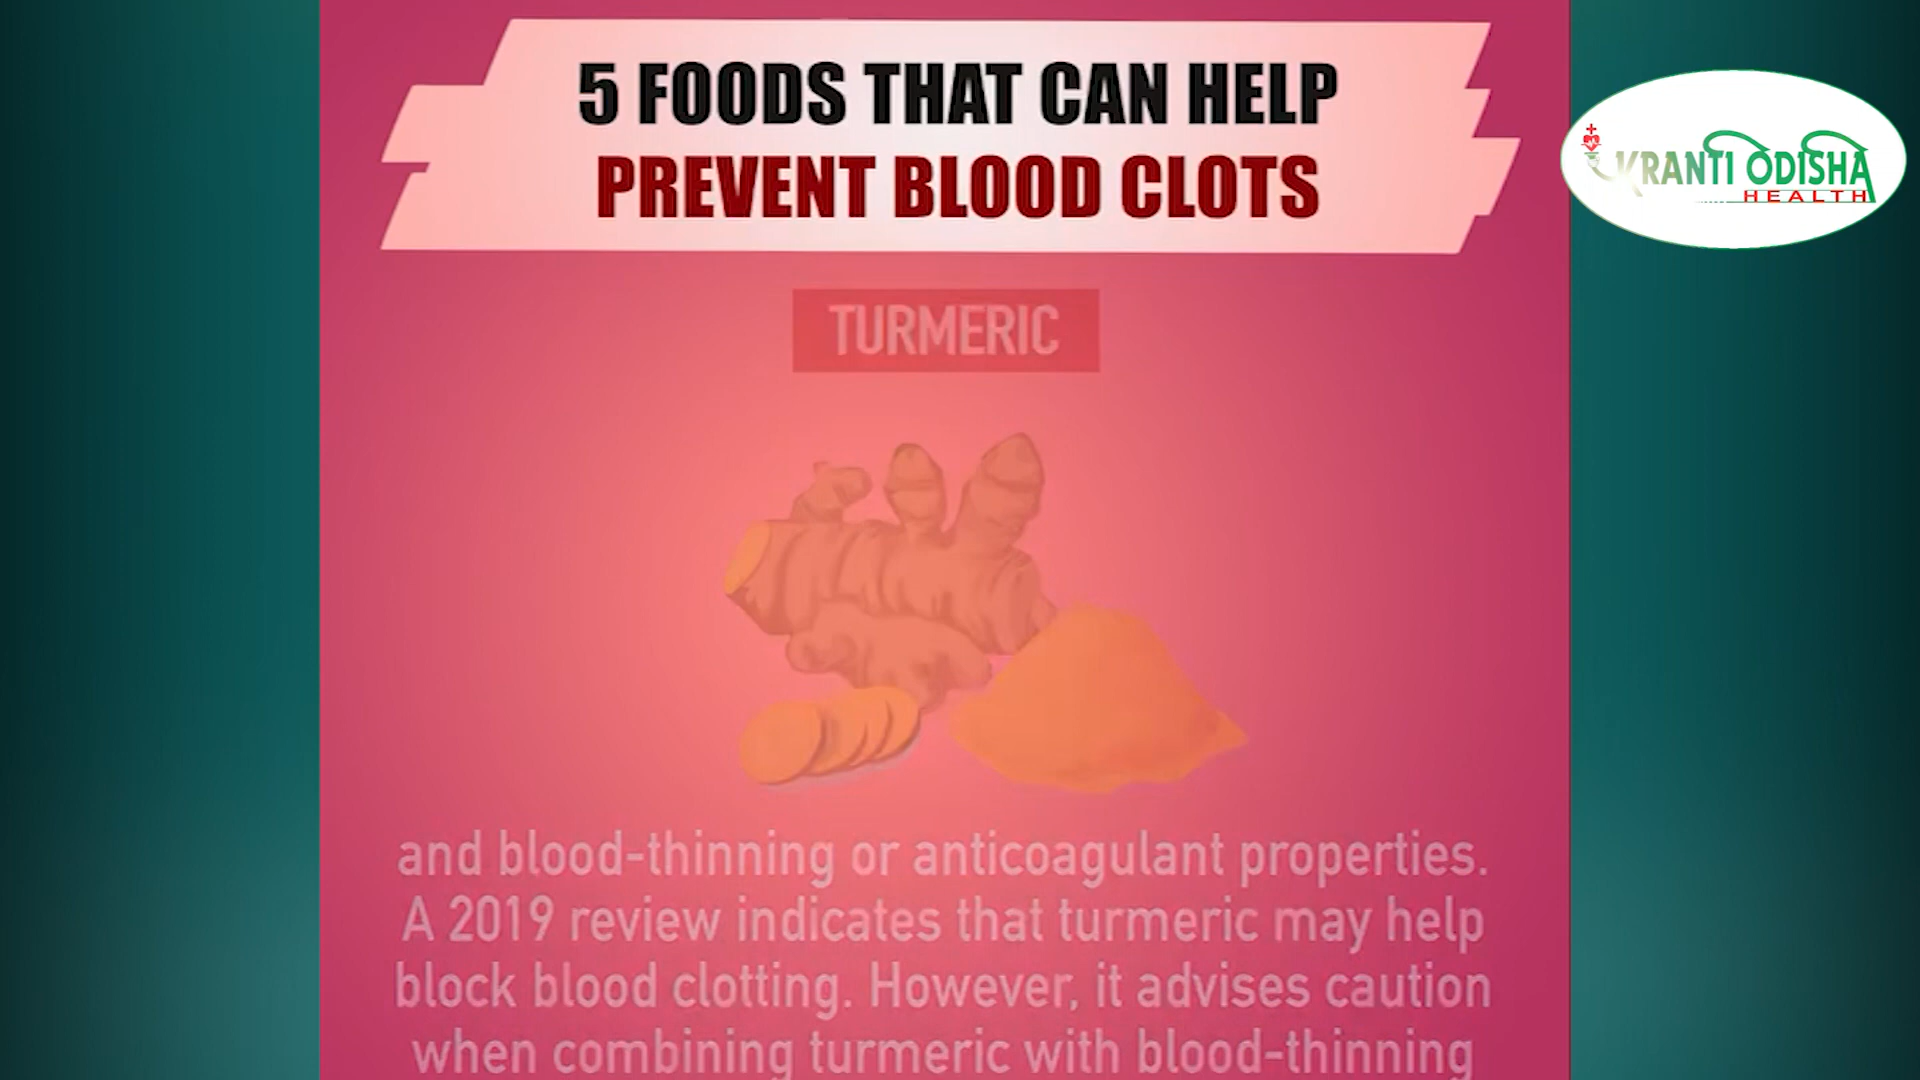 5 FOODS THAT CAN HELP
PREVENT BLOOD CLOTS
KRANTI ODISHA
HEALTH
TURMERIC
and blood-thinning or anticoagulant properties.
A 2019 review indicates that turmeric may help
block blood clotting. However, it advises caution
when combining turmeric with blood-thinning